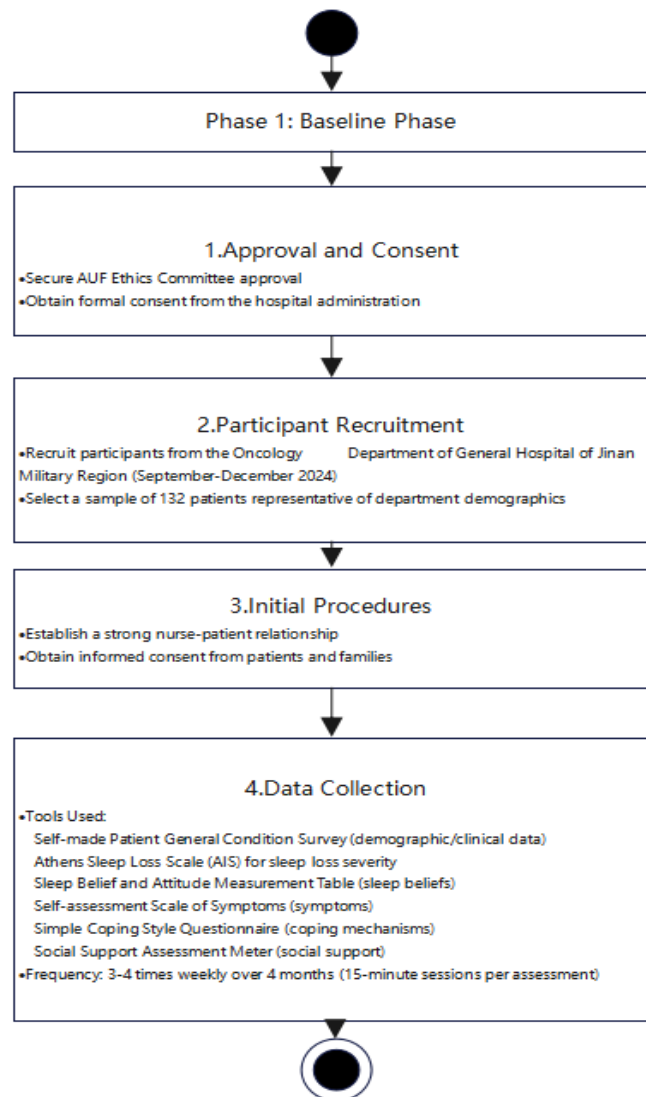 Phase 1: Baseline Phase
1.Approval and Consent
•Secure AUF Ethics Committee approval
•Obtain formal consent from the hospital administration
2.Participant Recruitment
•Recruit participants from the Oncology Department of General Hospital of Jinan
Military Region (September-December 2024)
•Select a sample of 132 patients representative of department demographics
3.Initial Procedures
•Establish a strong nurse-patient relationship
•Obtain informed consent from patients and families
4.Data Collection
•Tools Used:
Self-made Patient General Condition Survey (demographic/clinical data)
Athens Sleep Loss Scale (AIS) for sleep loss severity
Sleep Belief and Attitude Measurement Table (sleep beliefs)
Self-assessment Scale of Symptoms (symptoms)
Simple Coping Style Questionnaire (coping mechanisms)
Social Support Assessment Meter (social support)
•Frequency: 3-4 times weekly over 4 months (15-minute sessions per assessment)